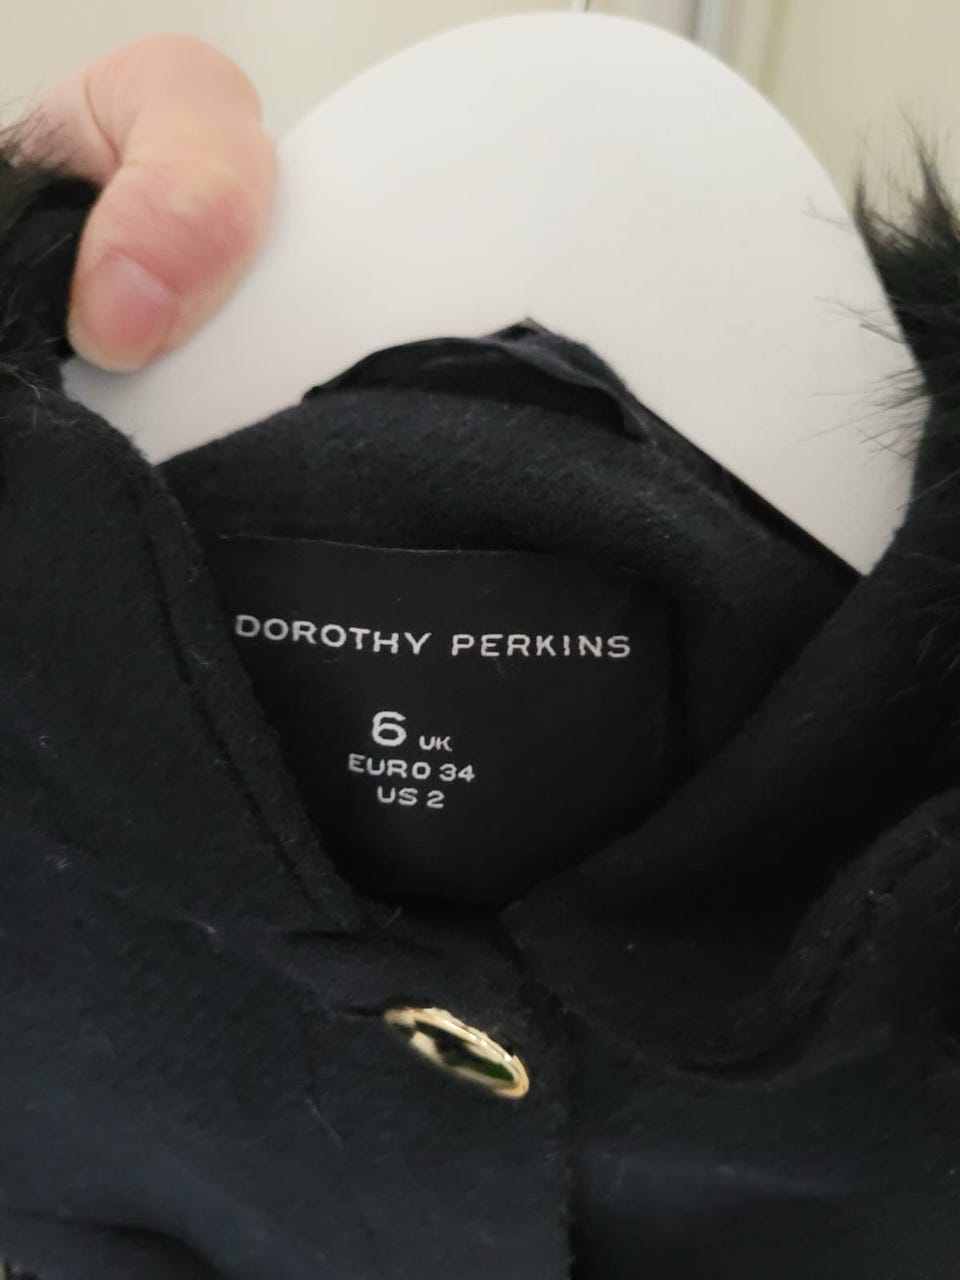 DOROTHY PERKINS
6 UK
EURO 34
US 2